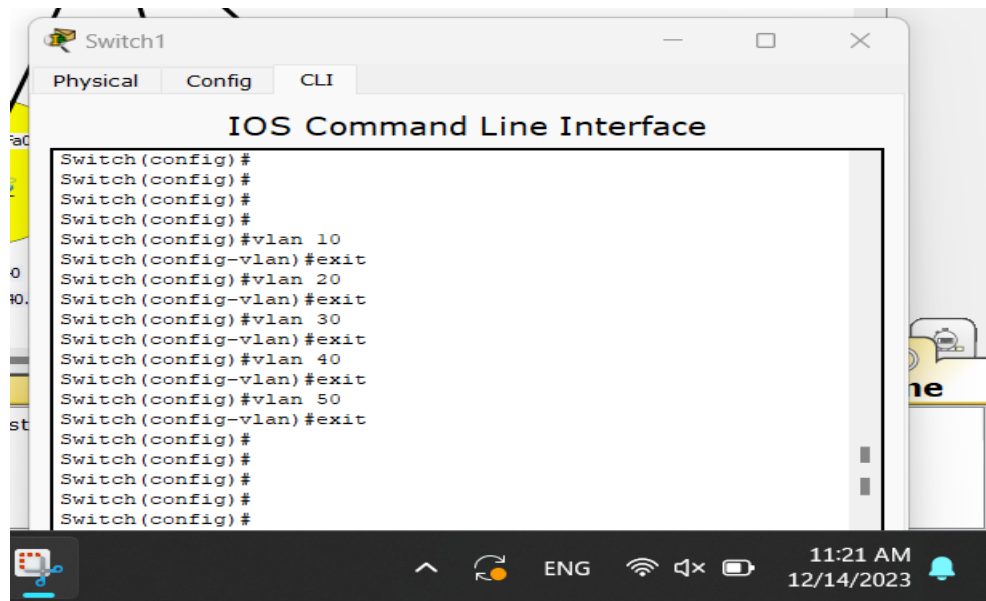 Switch1
Physical Config CLI
IOS Command Line Interface
Switch(config)#
Switch(config)#
Switch(config)#
Switch(config)#
Switch(config)#vlan 10
Switch(config-vlan)#exit
Switch(config)#vlan 20
Switch(config-vlan)#exit
Switch(config)#vlan 30
Switch(config-vlan)#exit
Switch(config)#vlan 40
Switch(config-vlan)#exit
Switch(config)#vlan 50
Switch(config-vlan)#exit
Switch(config)#
Switch(config)#
Switch(config)#
Switch(config)#
Switch(config)#
ENG
11:21 AM
12/14/2023